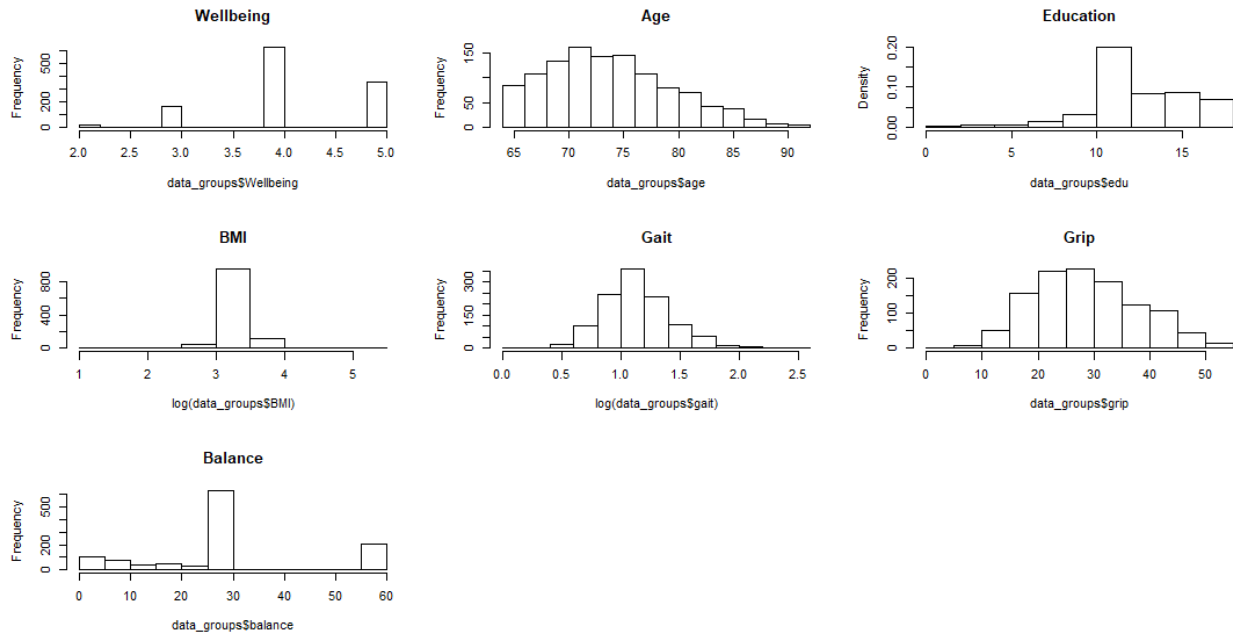 Wellbeing
Frequency
0 200 500
2.0 2.5 3.0 3.5 4.0 4.5 5.0
data_groups$Wellbeing
Age
Frequency
0 50 150
65 70 75 80 85 90
data_groups$age
Education
Density
0.00 0.10 0.20
0 5 10 15
data_groups$edu
BMI
Frequency
0 400 800
1 2 3 4 5
log(data_groups$BMI)
Gait
Frequency
0 150 300
0.0 0.5 1.0 1.5 2.0 2.5
log(data_groups$gait)
Grip
Frequency
0 100 200
0 10 20 30 40 50
data_groups$grip
Balance
Frequency
0 200 500
0 10 20 30 40 50 60
data_groups$balance